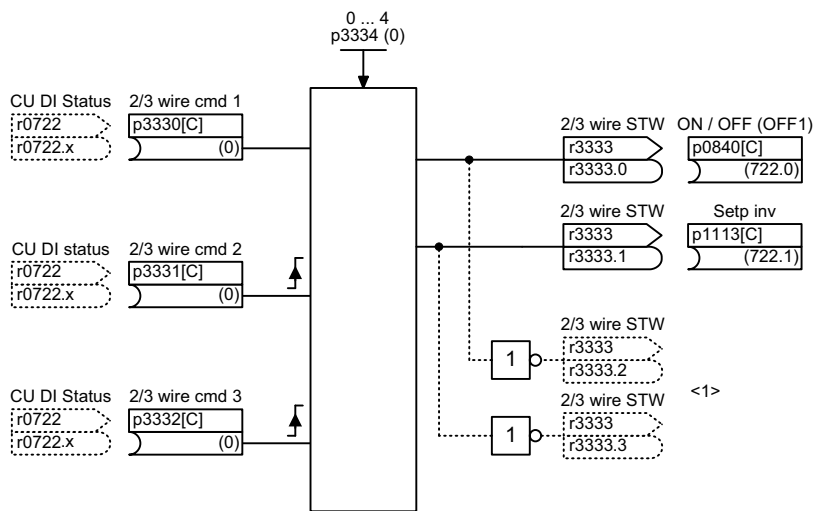 0 ... 4
p3334 (0)
CU DI Status
2/3 wire cmd 1
r0722
r0722.x
p3330[C]
(0)
CU DI status
2/3 wire cmd 2
r0722
r0722.x
p3331[C]
(0)
CU DI Status
2/3 wire cmd 3
r0722
r0722.x
p3332[C]
(0)
2/3 wire STW
ON / OFF (OFF1)
r3333
r3333.0
p0840[C]
(722.0)
2/3 wire STW
Setp inv
r3333
r3333.1
p1113[C]
(722.1)
2/3 wire STW
1
r3333
r3333.2
<1>
2/3 wire STW
1
r3333
r3333.3